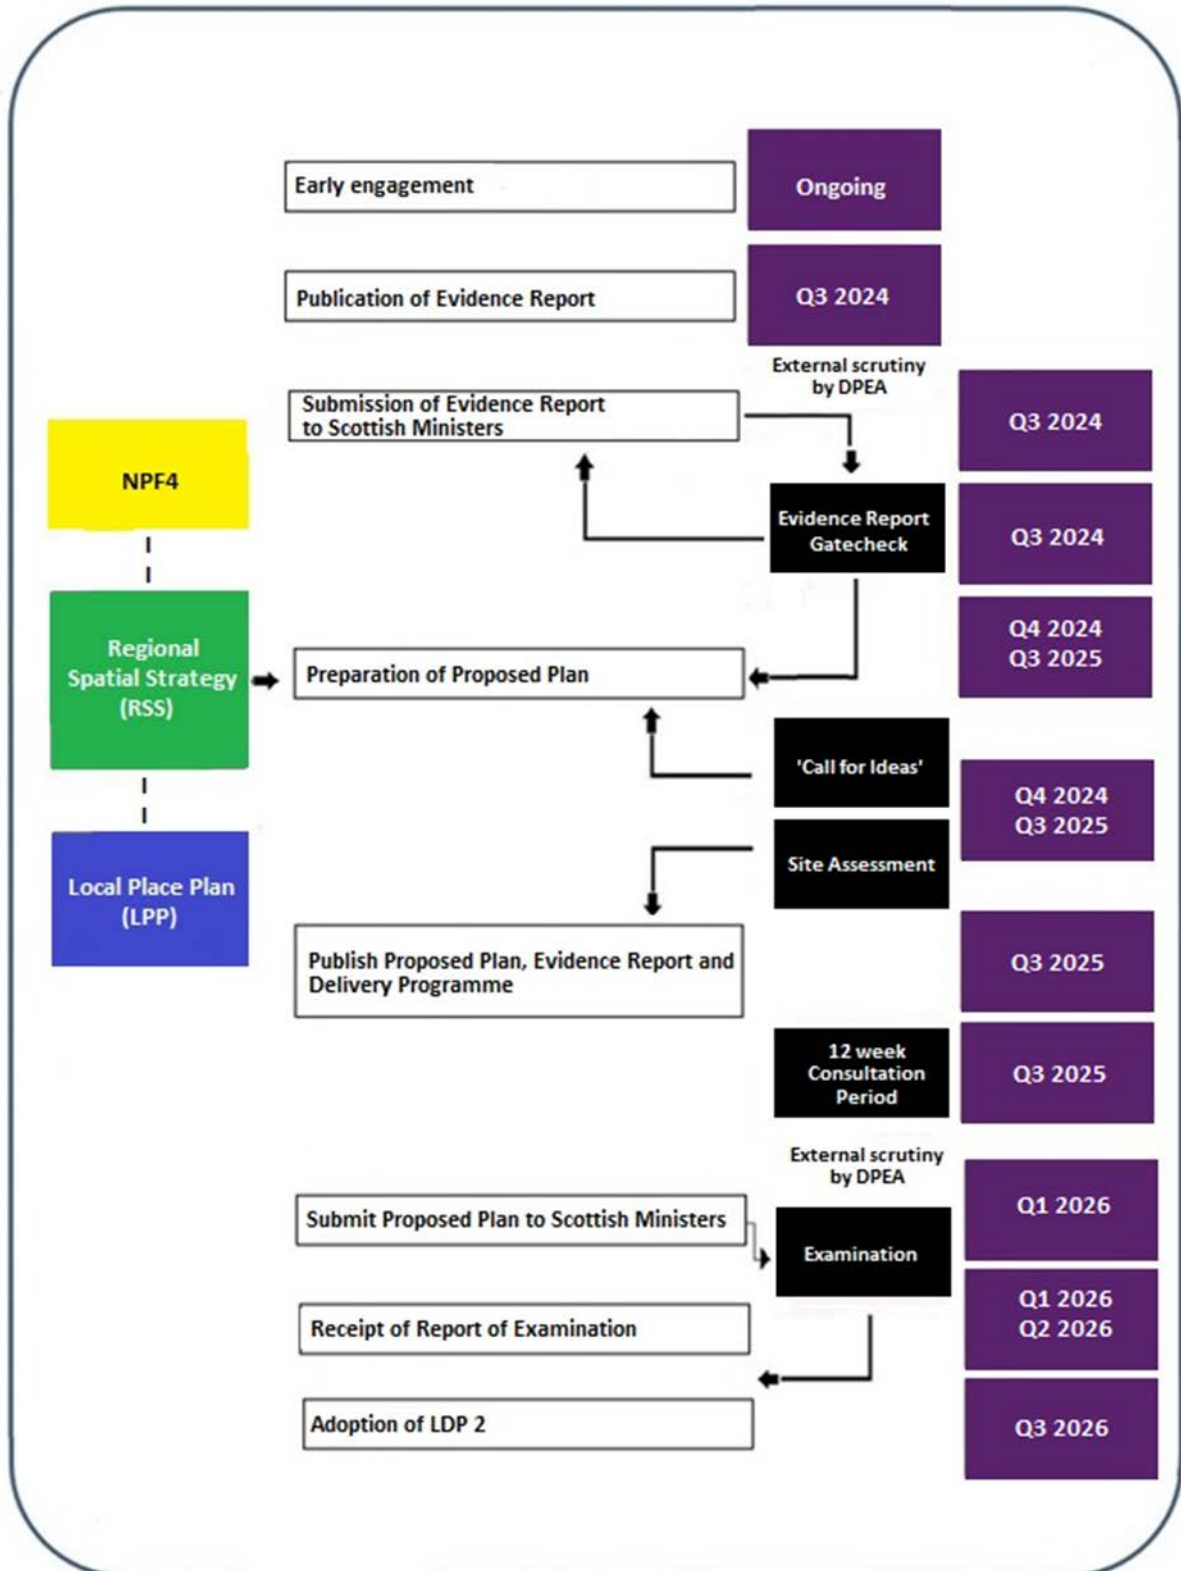 Early engagement
Ongoing
Publication of Evidence Report
Q3 2024
External scrutiny
by DPEA
Submission of Evidence Report
to Scottish Ministers
Q3 2024
NPF4
Evidence Report
Gatecheck
Q3 2024
Regional
Spatial Strategy
(RSS)
Preparation of Proposed Plan
Q4 2024
Q3 2025
'Call for Ideas'
Q4 2024
Q3 2025
Site Assessment
Local Place Plan
(LPP)
Publish Proposed Plan, Evidence Report and
Delivery Programme
Q3 2025
12 week
Consultation
Period
Q3 2025
External scrutiny
by DPEA
Submit Proposed Plan to Scottish Ministers
Q1 2026
Examination
Receipt of Report of Examination
Q1 2026
Q2 2026
Adoption of LDP 2
Q3 2026